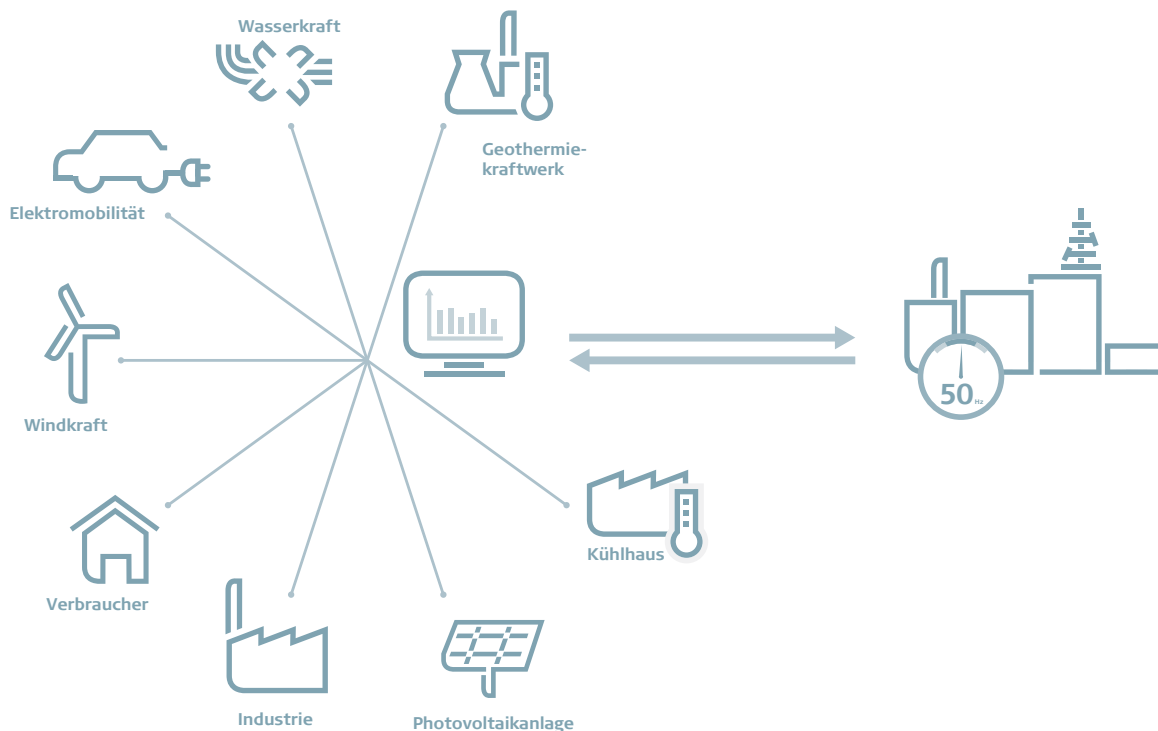 Wasserkraft
Geothermie-
kraftwerk
Elektromobilität
Windkraft
50 Hz
Kühlhaus
Verbraucher
Industrie
Photovoltaikanlage